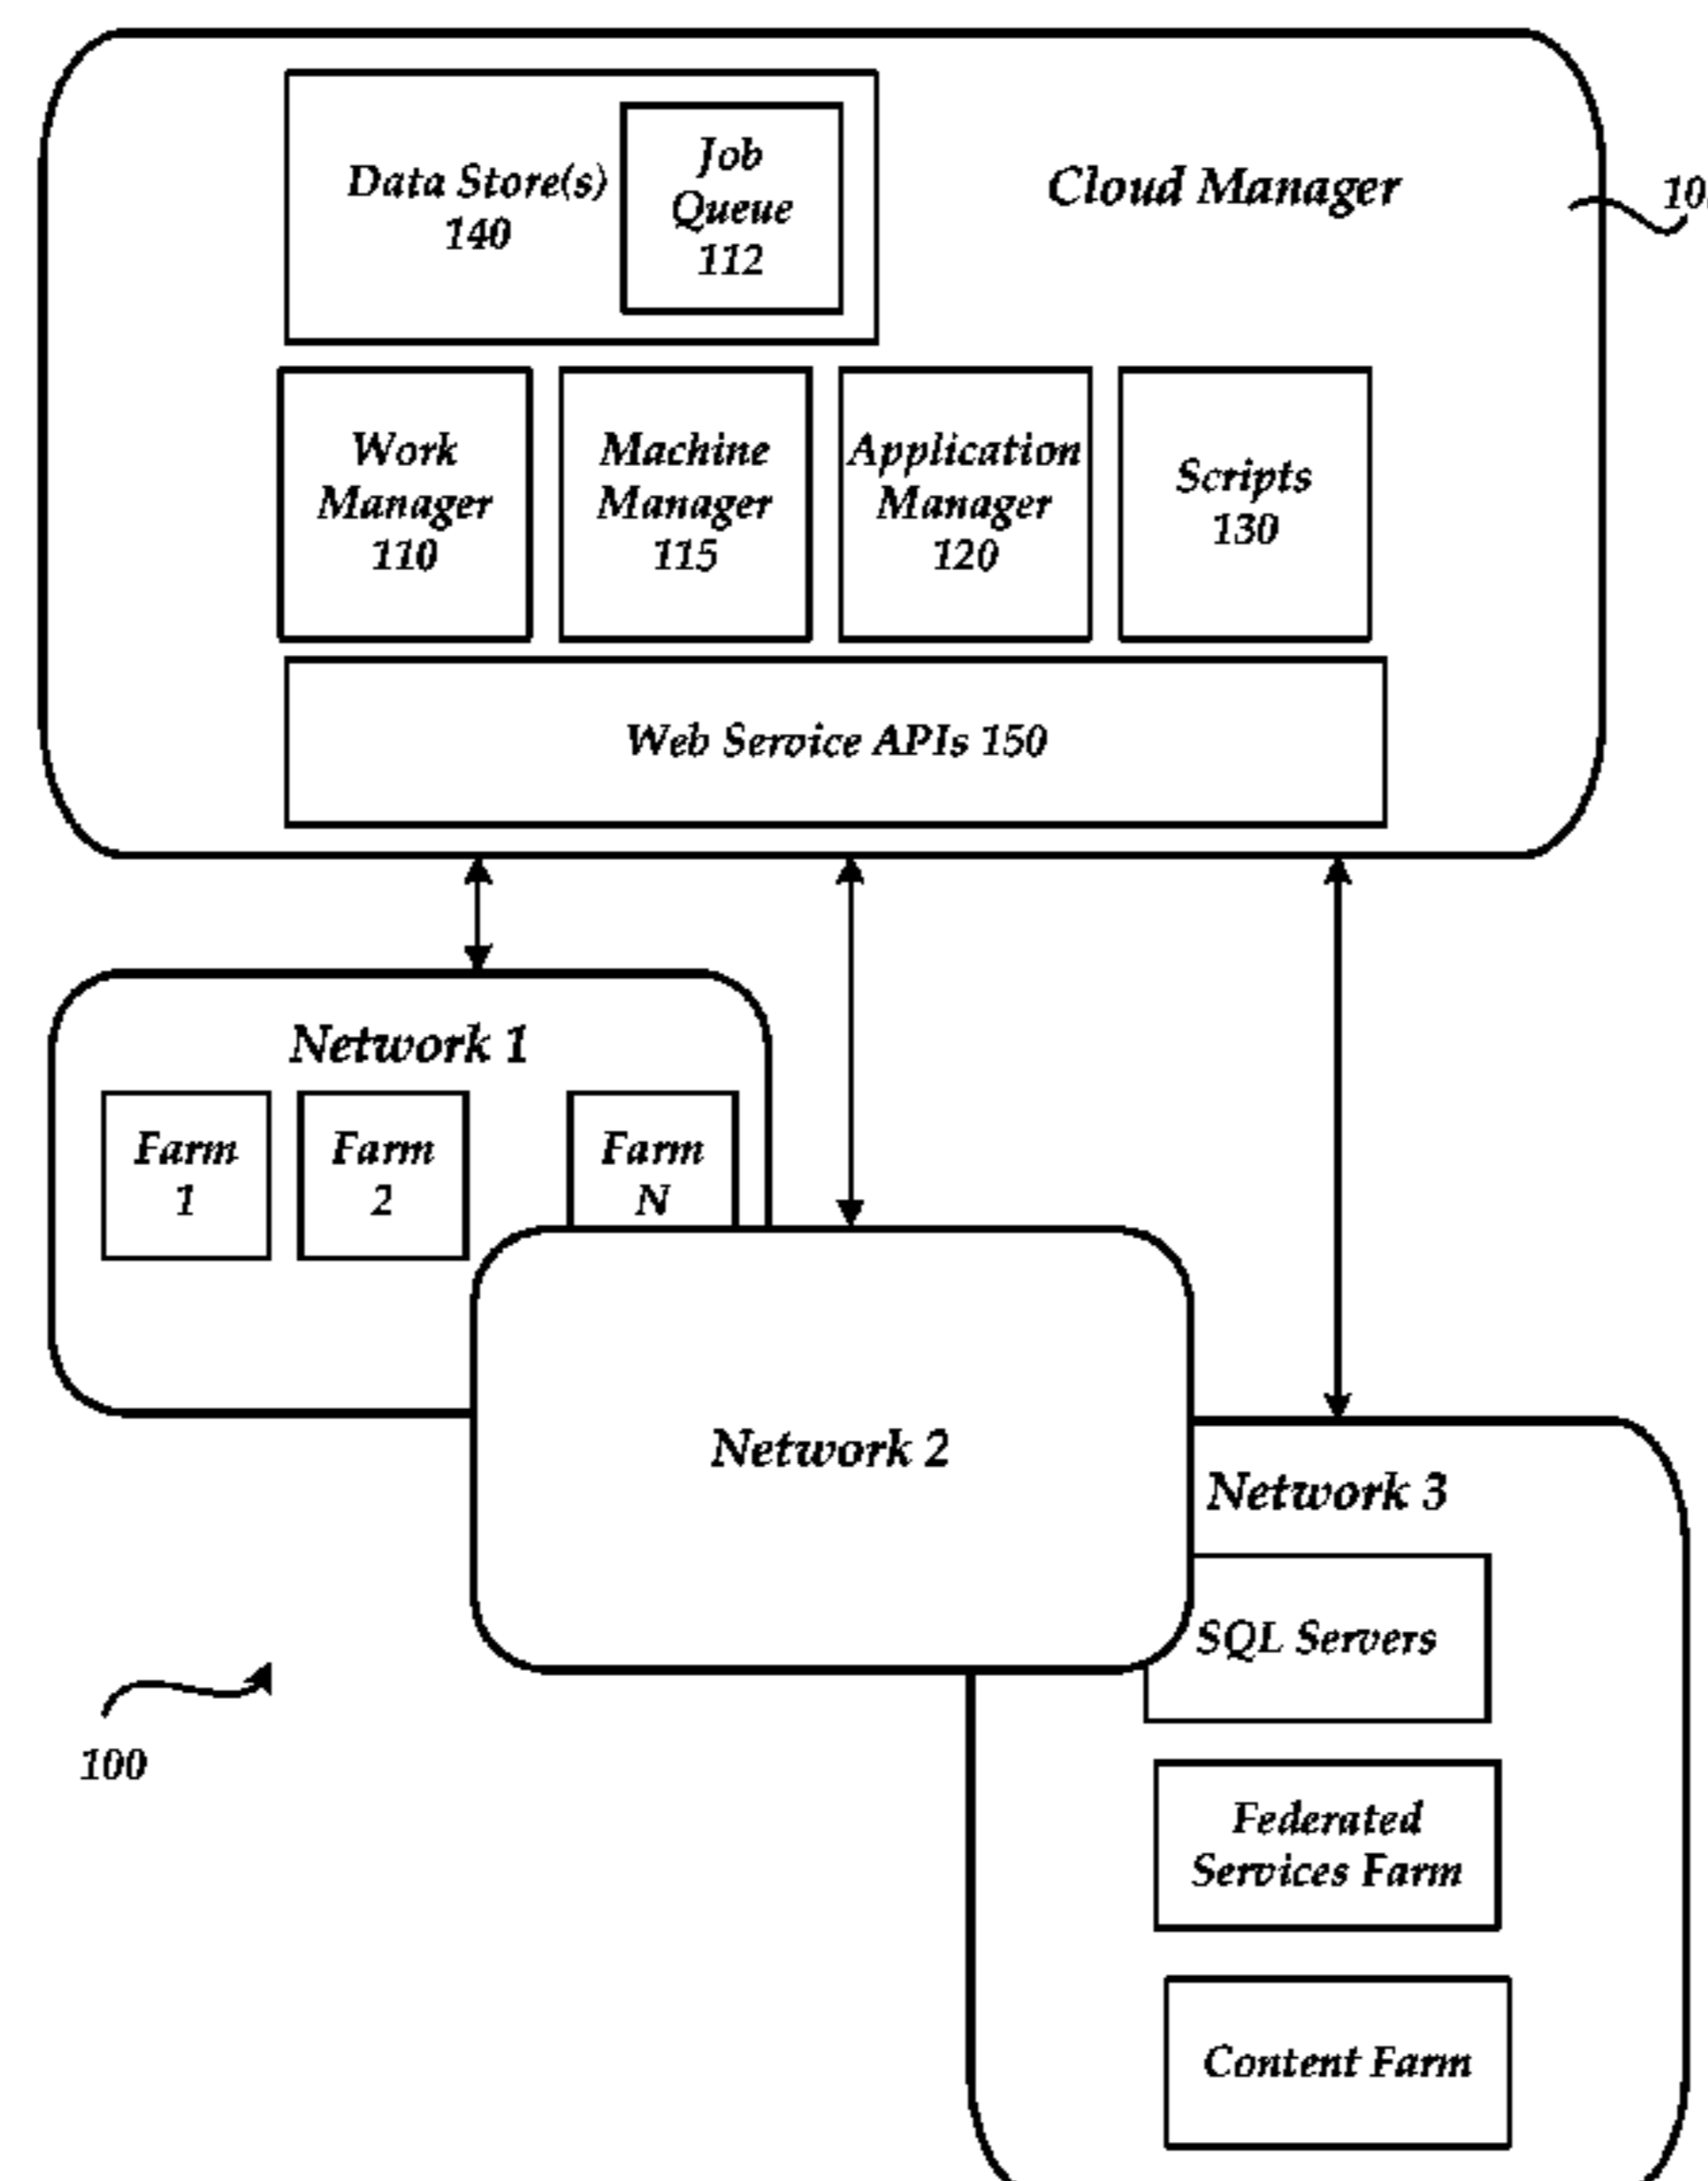 Data Store(s)
140
Job
Queue
112
Cloud Manager
Work
Manager
110
Machine
Manager
115
Application
Manager
120
Scripts
130
Web Service APIs 150
Network 1
Farm
1
Farm
2
Farm
N
Network 2
Network 3
SQL Servers
100
Federated
Services Farm
Content Farm